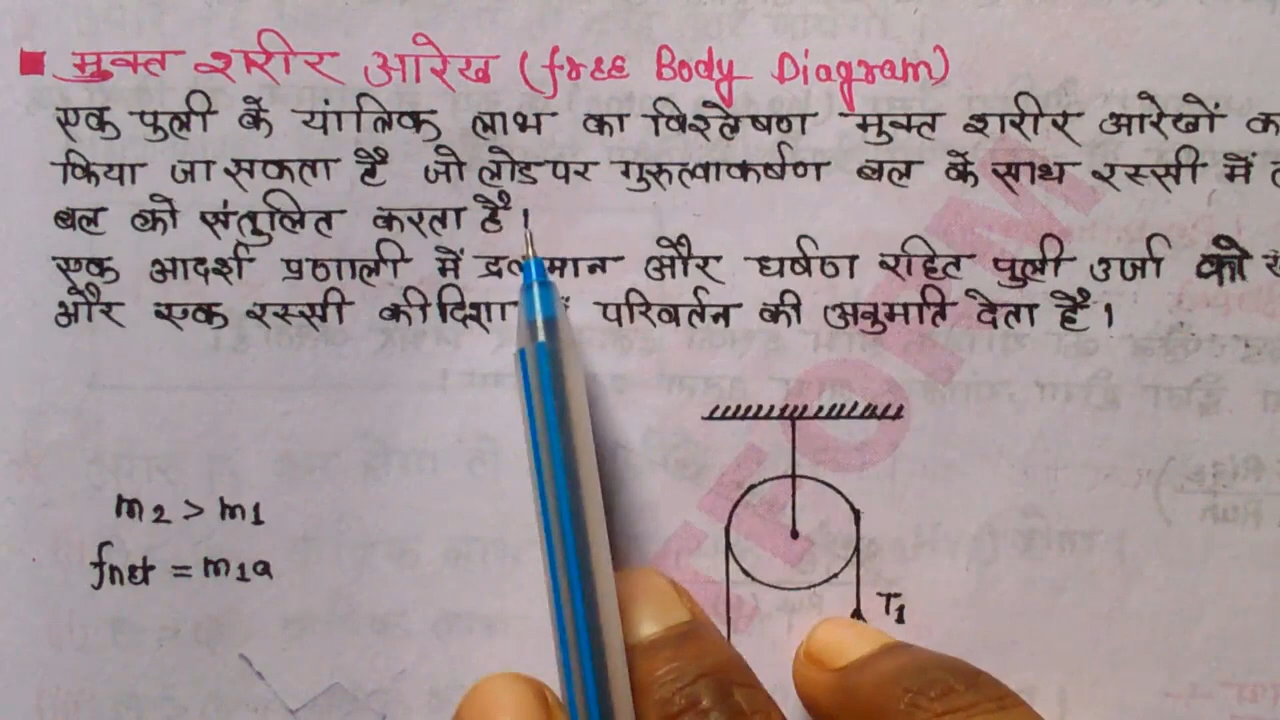 मुक्त शरीर आरेख (free Body Diagram)
एक पुली के यांत्रिक लाभ का विश्लेषण मुक्त शरीर आरेखों
किया जा सकता है जो लोड पर गुरुत्वाकर्षण बल के साथ रस्सी में
बल को संतुलित करता है।
एक आदर्श प्रणाली में द्रव्यमान और घर्षण रहित पुली उर्जा को
और एक रस्सी की दिशा परिवर्तन की अनुमति देता है।
m2 > m1
fnet = m1a
T1